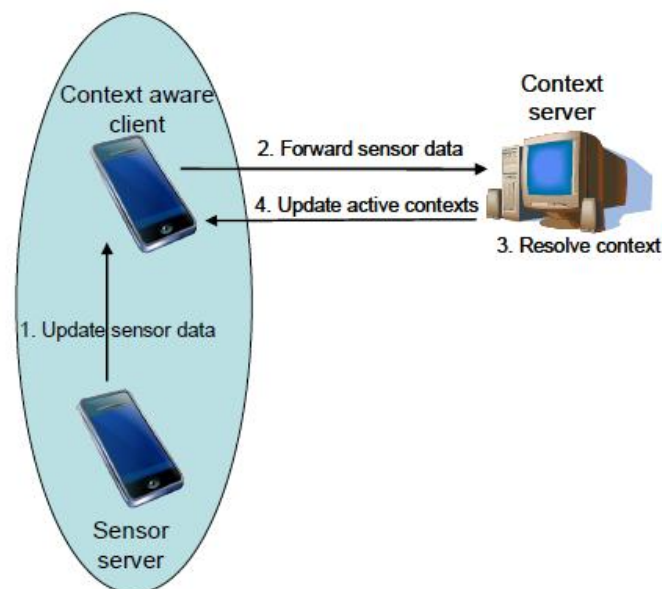 Context aware
client
Context
server
2. Forward sensor data
4. Update active contexts
3. Resolve context
1. Update sensor data
Sensor
server